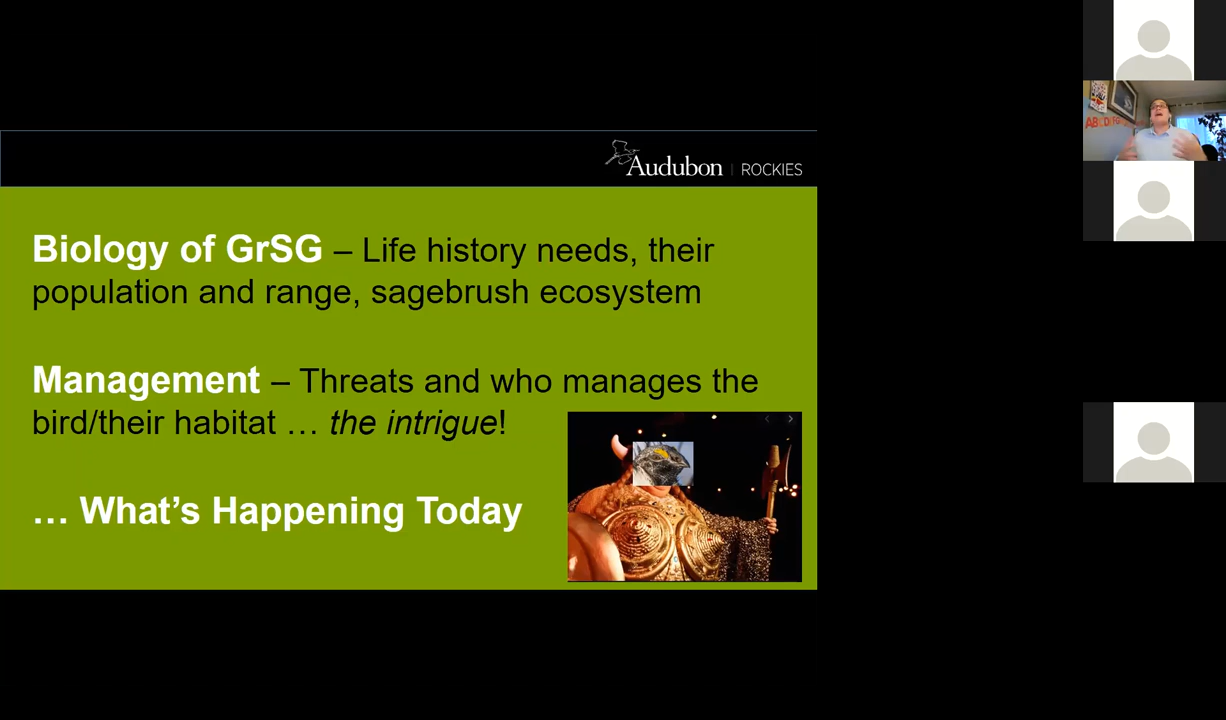 Audubon | ROCKIES
Biology of GrSG – Life history needs, their
population and range, sagebrush ecosystem
Management – Threats and who manages the
bird/their habitat … the intrigue!
… What’s Happening Today